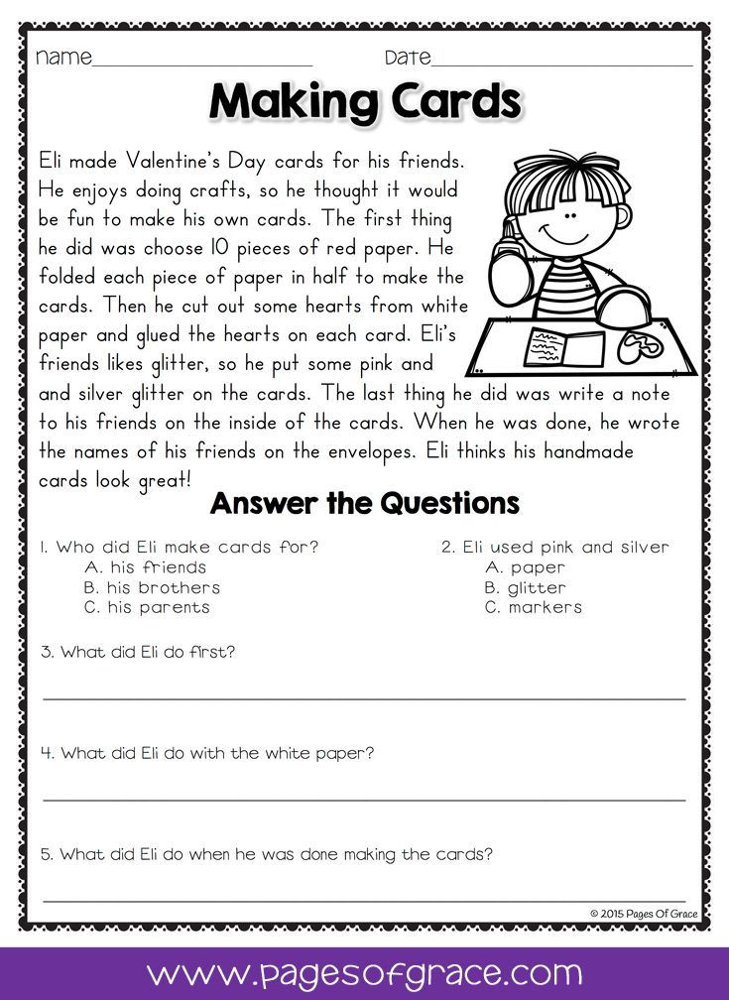 Name____________________ Date____________________
Making Cards
Eli made Valentine's Day cards for his friends.
He enjoys doing crafts, so he thought it would
be fun to make his own cards. The first thing
he did was choose 10 pieces of red paper. He
folded each piece of paper in half to make the
cards. Then he cut out some hearts from white
paper and glued the hearts on each card. Eli's
friends likes glitter, so he put some pink and
and silver glitter on the cards. The last thing he did was write a note
to his friends on the inside of the cards. When he was done, he wrote
the names of his friends on the envelopes. Eli thinks his handmade
cards look great!
Answer the Questions
1. Who did Eli make cards for?
A. his friends
B. his brothers
C. his parents
2. Eli used pink and silver
A. paper
B. glitter
C. markers
3. What did Eli do first?
4. What did Eli do with the white paper?
5. What did Eli do when he was done making the cards?
© 2015 Pages Of Grace
www.pagesofgrace.com